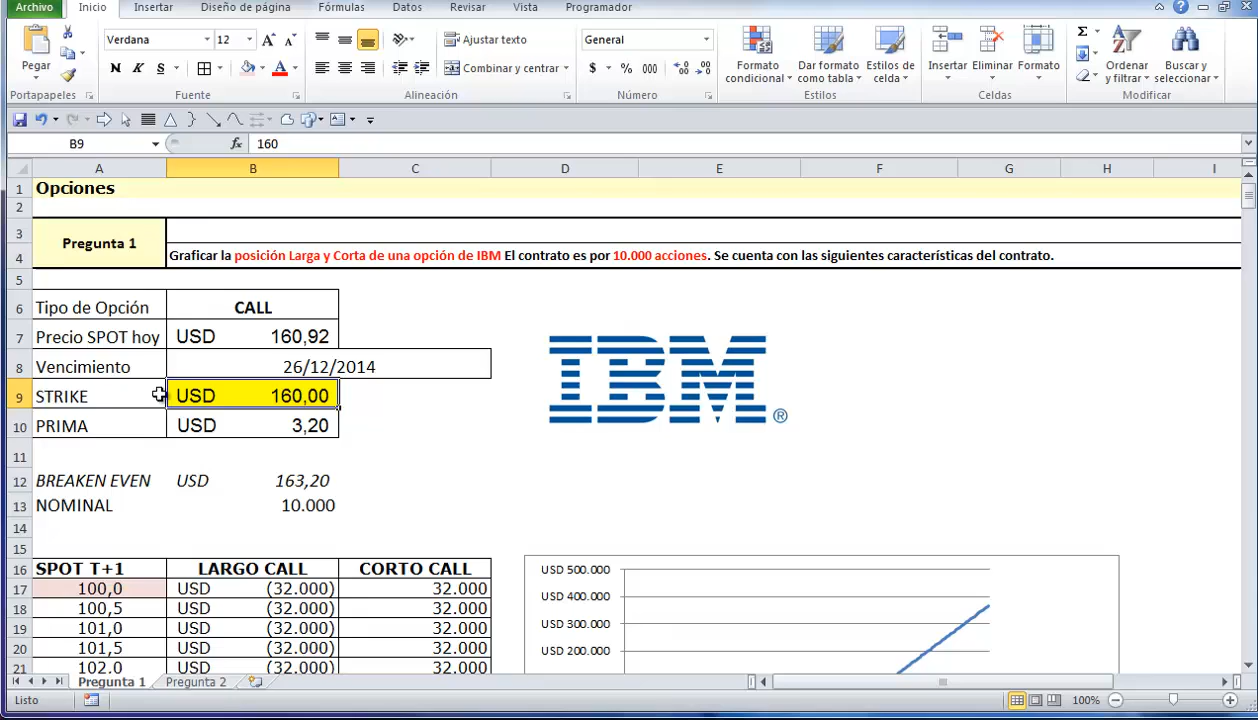 Archivo Inicio Insertar Diseño de página Fórmulas Datos Revisar Vista Programador
Pegar
Verdana 12
N K S
A A
Ajustar texto
Combinar y centrar
General
$ % 000
Formato condicional
Dar formato como tabla
Estilos de celda
Insertar Eliminar Formato
Ordenar y filtrar
Buscar y seleccionar
Portapapeles Fuente Alineación Número Estilos Celdas Modificar
B9 fx 160
A B C D E F G H I
1 Opciones
2
3
Pregunta 1
4 Graficar la posición Larga y Corta de una opción de IBM El contrato es por 10.000 acciones. Se cuenta con las siguientes características del contrato.
5
6 Tipo de Opción CALL
7 Precio SPOT hoy USD 160,92
8 Vencimiento 26/12/2014
9 STRIKE USD 160,00
10 PRIMA USD 3,20
IBM®
11
12 BREAKEN EVEN USD 163,20
13 NOMINAL 10.000
14
15
16 SPOT T+1 LARGO CALL CORTO CALL
17 100,0 USD (32.000) 32.000
18 100,5 USD (32.000) 32.000
19 101,0 USD (32.000) 32.000
20 101,5 USD (32.000) 32.000
21 102,0 USD (32.000) 32.000
USD 500.000
USD 400.000
USD 300.000
USD 200.000
Pregunta 1 Pregunta 2
Listo 100%